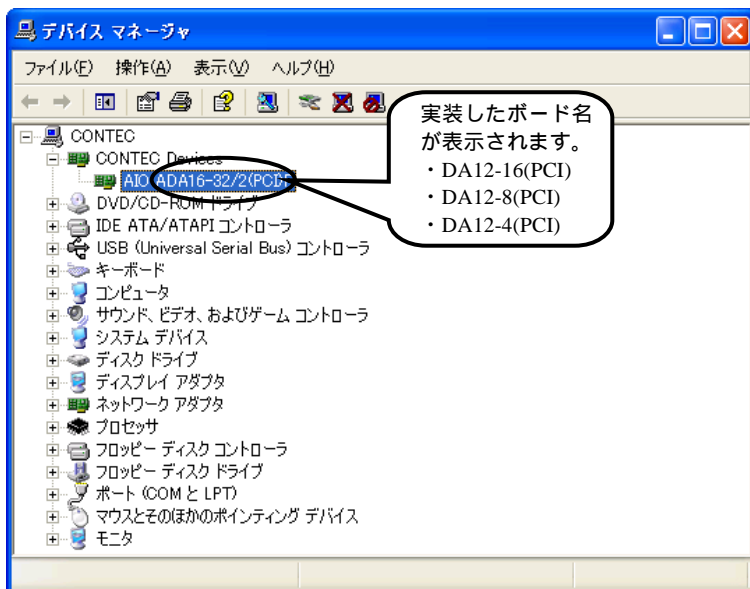 デバイス マネージャ
ファイル(F) 操作(A) 表示(V) ヘルプ(H)
実装したボード名
が表示されます。
・DA12-16(PCI)
・DA12-8(PCI)
・DA12-4(PCI)
CONTEC
CONTEC Devices
AIO ADA16-32/2(PCI)F
DVD/CD-ROM ドライブ
IDE ATA/ATAPI コントローラ
USB (Universal Serial Bus) コントローラ
キーボード
コンピュータ
サウンド、ビデオ、およびゲーム コントローラ
システム デバイス
ディスク ドライブ
ディスプレイ アダプタ
ネットワーク アダプタ
プロセッサ
フロッピー ディスク コントローラ
フロッピー ディスク ドライブ
ポート (COM と LPT)
マウスとそのほかのポインティング デバイス
モニタ